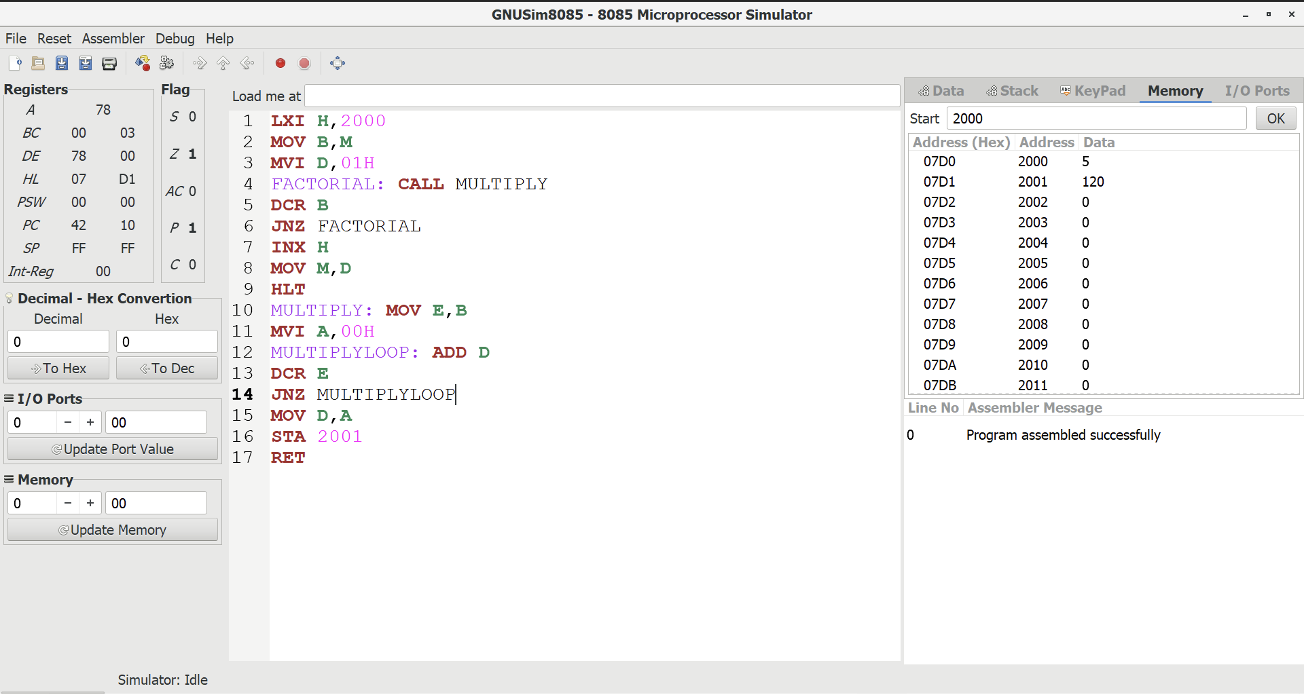 GNUSim8085 - 8085 Microprocessor Simulator
File Reset Assembler Debug Help
Registers
A 78
BC 00 03
DE 78 00
HL 07 D1
PSW 00 00
PC 42 10
SP FF FF
Int-Reg 00
Flag
S 0
Z 1
AC 0
P 1
C 0
Decimal - Hex Convertion
Decimal Hex
0 0
To Hex To Dec
I/O Ports
0 - + 00
Update Port Value
Memory
0 - + 00
Update Memory
Load me at
1 LXI H,2000
2 MOV B,M
3 MVI D,01H
4 FACTORIAL: CALL MULTIPLY
5 DCR B
6 JNZ FACTORIAL
7 INX H
8 MOV M,D
9 HLT
10 MULTIPLY: MOV E,B
11 MVI A,00H
12 MULTIPLYLOOP: ADD D
13 DCR E
14 JNZ MULTIPLYLOOP
15 MOV D,A
16 STA 2001
17 RET
Data Stack KeyPad Memory I/O Ports
Start 2000 OK
Address (Hex) Address Data
07D0 2000 5
07D1 2001 120
07D2 2002 0
07D3 2003 0
07D4 2004 0
07D5 2005 0
07D6 2006 0
07D7 2007 0
07D8 2008 0
07D9 2009 0
07DA 2010 0
07DB 2011 0
Line No Assembler Message
0 Program assembled successfully
Simulator: Idle